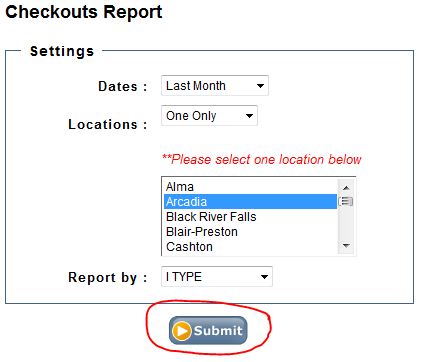 Checkouts Report
Settings
Dates : Last Month
Locations : One Only
**Please select one location below
Alma
Arcadia
Black River Falls
Blair-Preston
Cashton
Report by : I TYPE
Submit